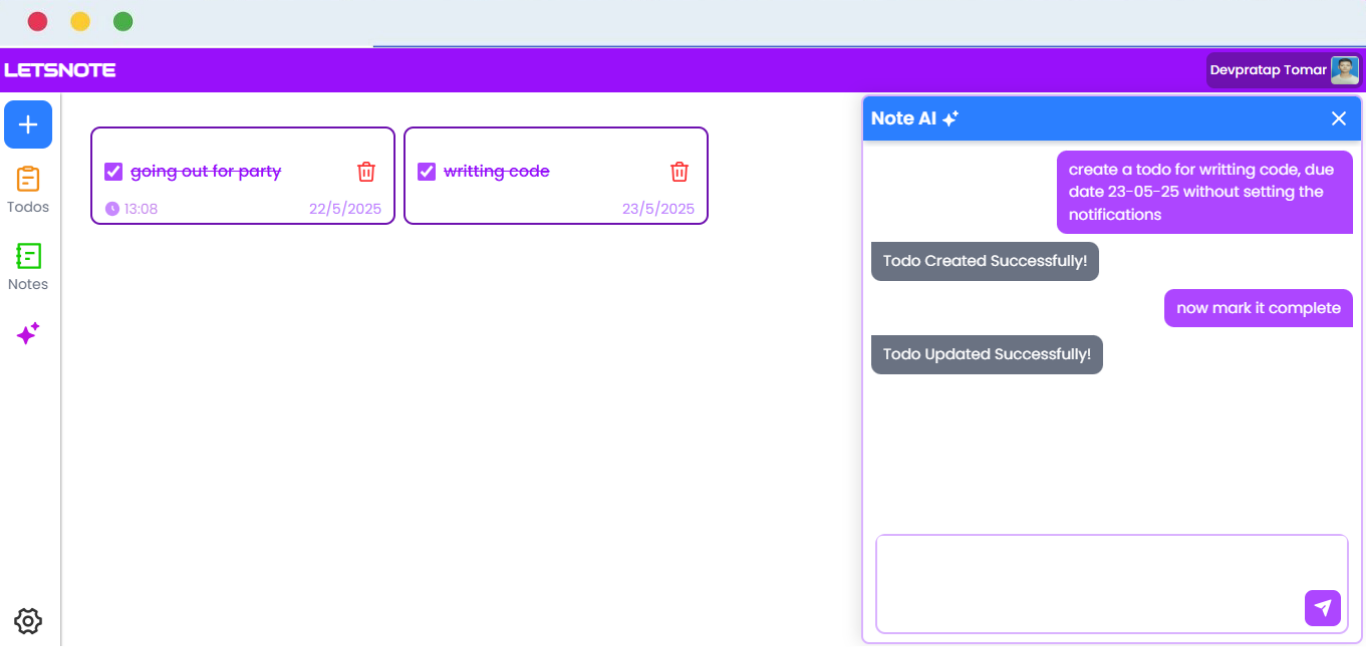 LETSNOTE
Devpratap Tomar
Todos
Notes
going out for party
13:08
22/5/2025
writting code
23/5/2025
Note AI
create a todo for writting code, due
date 23-05-25 without setting the
notifications
Todo Created Successfully!
now mark it complete
Todo Updated Successfully!